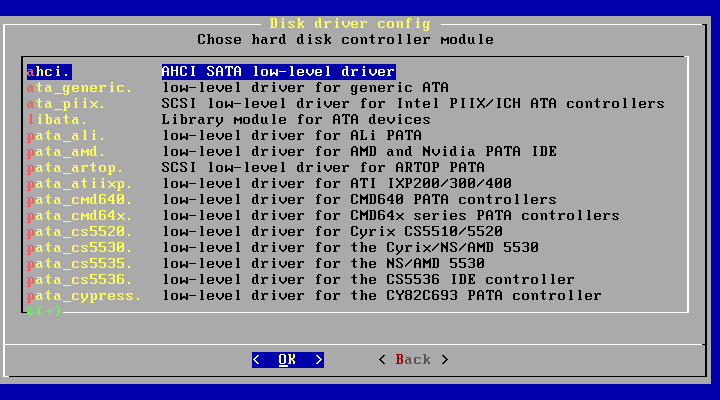 Disk driver config
Chose hard disk controller module
ahci. AHCI SATA low-level driver
ata_generic. low-level driver for generic ATA
ata_piix. SCSI low-level driver for Intel PIIX/ICH ATA controllers
libata. Library module for ATA devices
pata_ali. low-level driver for ALi PATA
pata_amd. low-level driver for AMD and Nvidia PATA IDE
pata_artop. SCSI low-level driver for ARTOP PATA
pata_atiixp. low-level driver for ATI IXP200/300/400
pata_cmd640. low-level driver for CMD640 PATA controllers
pata_cmd64x. low-level driver for CMD64x series PATA controllers
pata_cs5520. low-level driver for Cyrix CS5510/5520
pata_cs5530. low-level driver for the Cyrix/NS/AMD 5530
pata_cs5535. low-level driver for the NS/AMD 5530
pata_cs5536. low-level driver for the CS5536 IDE controller
pata_cypress. low-level driver for the CY82C693 PATA controller
↓(+)
< OK > < Back >